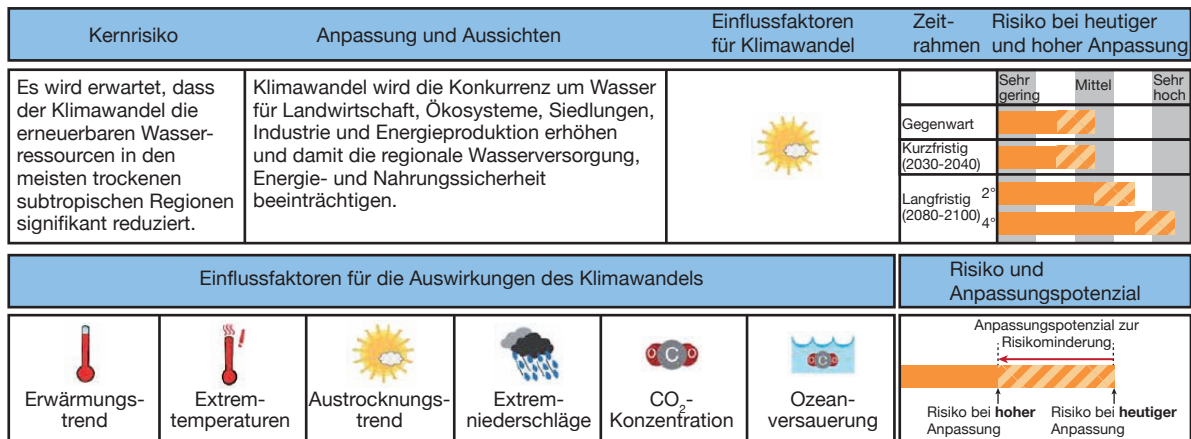 Kernrisiko
Anpassung und Aussichten
Einflussfaktoren
für Klimawandel
Zeit-
rahmen
Risiko bei heutiger
und hoher Anpassung
Es wird erwartet, dass
der Klimawandel die
erneuerbaren Wasser-
ressourcen in den
meisten trockenen
subtropischen Regionen
signifikant reduziert.
Klimawandel wird die Konkurrenz um Wasser
für Landwirtschaft, Ökosysteme, Siedlungen,
Industrie und Energieproduktion erhöhen
und damit die regionale Wasserversorgung,
Energie- und Nahrungssicherheit
beeinträchtigen.
Sehr
gering
Mittel
Sehr
hoch
Gegenwart
Kurzfristig
(2030-2040)
Langfristig
(2080-2100)
2°
4°
Einflussfaktoren für die Auswirkungen des Klimawandels
Risiko und
Anpassungspotenzial
Erwärmungs-
trend
Extrem-
temperaturen
Austrocknungs-
trend
Extrem-
niederschläge
O C O
CO₂-
Konzentration
O C O
Ozean-
versauerung
Anpassungspotenzial zur
Risikominderung
Risiko bei hoher
Anpassung
Risiko bei heutiger
Anpassung